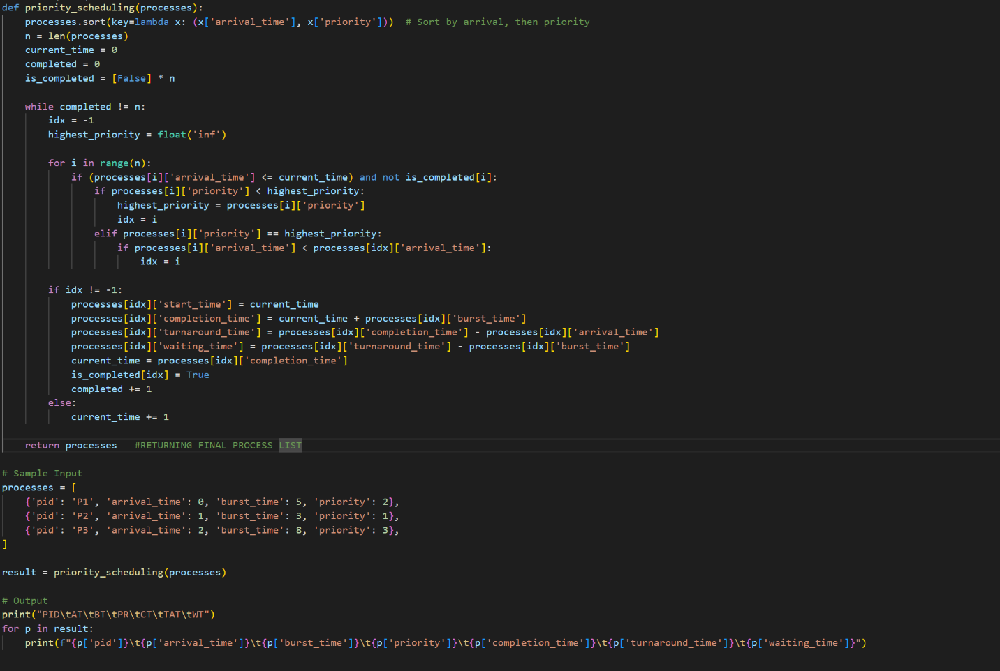 def priority_scheduling(processes):
    processes.sort(key=lambda x: (x['arrival_time'], x['priority']))  # Sort by arrival, then priority
    n = len(processes)
    current_time = 0
    completed = 0
    is_completed = [False] * n

    while completed != n:
        idx = -1
        highest_priority = float('inf')

        for i in range(n):
            if (processes[i]['arrival_time'] <= current_time) and not is_completed[i]:
                if processes[i]['priority'] < highest_priority:
                    highest_priority = processes[i]['priority']
                    idx = i
                elif processes[i]['priority'] == highest_priority:
                    if processes[i]['arrival_time'] < processes[idx]['arrival_time']:
                        idx = i

        if idx != -1:
            processes[idx]['start_time'] = current_time
            processes[idx]['completion_time'] = current_time + processes[idx]['burst_time']
            processes[idx]['turnaround_time'] = processes[idx]['completion_time'] - processes[idx]['arrival_time']
            processes[idx]['waiting_time'] = processes[idx]['turnaround_time'] - processes[idx]['burst_time']
            current_time = processes[idx]['completion_time']
            is_completed[idx] = True
            completed += 1
        else:
            current_time += 1

    return processes   #RETURNING FINAL PROCESS LIST

# Sample Input
processes = [
    {'pid': 'P1', 'arrival_time': 0, 'burst_time': 5, 'priority': 2},
    {'pid': 'P2', 'arrival_time': 1, 'burst_time': 3, 'priority': 1},
    {'pid': 'P3', 'arrival_time': 2, 'burst_time': 8, 'priority': 3},
]

result = priority_scheduling(processes)

# Output
print("PID\tAT\tBT\tPR\tCT\tTAT\tWT")
for p in result:
    print(f"{p['pid']}\t{p['arrival_time']}\t{p['burst_time']}\t{p['priority']}\t{p['completion_time']}\t{p['turnaround_time']}\t{p['waiting_time']}")